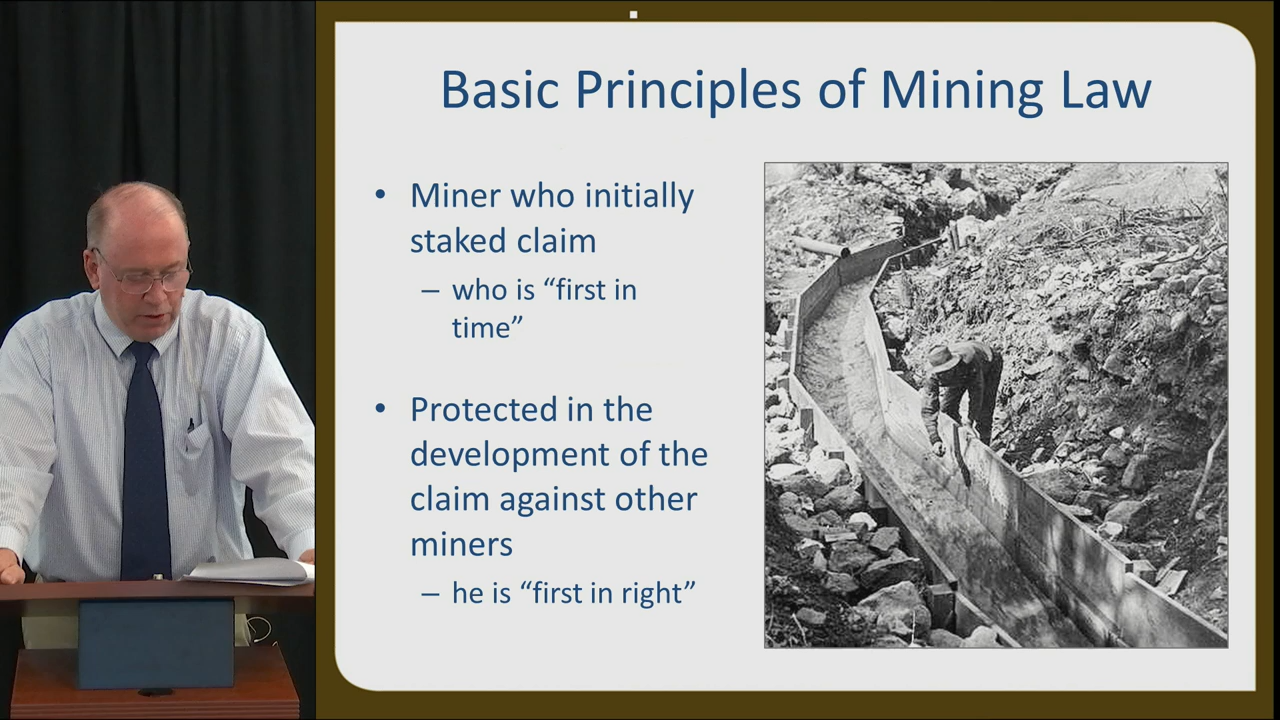 Basic Principles of Mining Law
• Miner who initially
staked claim
– who is “first in
time”
• Protected in the
development of the
claim against other
miners
– he is “first in right”